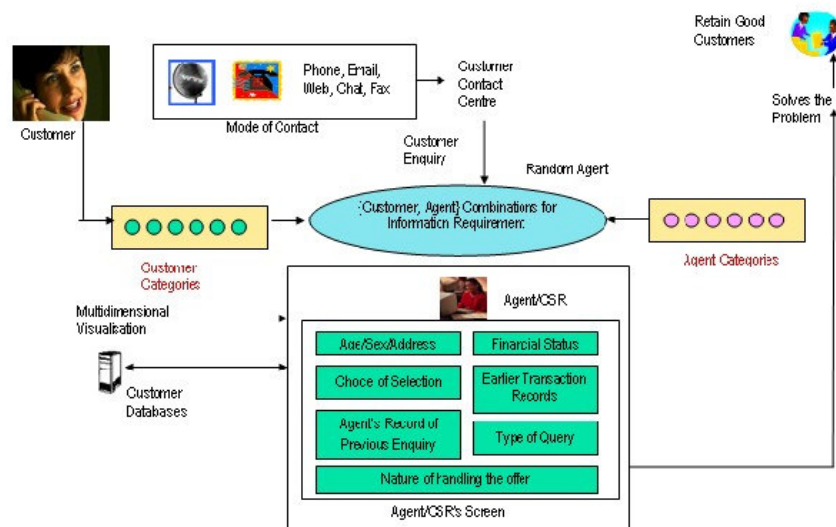 Retain Good
Customers
Phone, Email,
Web, Chat, Fax
Customer
Contact
Centre
Mode of Contact
Customer
Solves the
Problem
Customer
Enquiry
Random Agent
{Customer, Agent} Combinations for
Information Requirement
Customer
Categories
Agent Categories
Multidimensional
Visualisation
Agent/CSR
Age/Sex/Address
Financial Status
Choce of Selection
Earlier Transaction
Records
Customer
Databases
Agent's Record of
Previous Enquiry
Type of Query
Nature of handling the offer
Agent/CSR's Screen